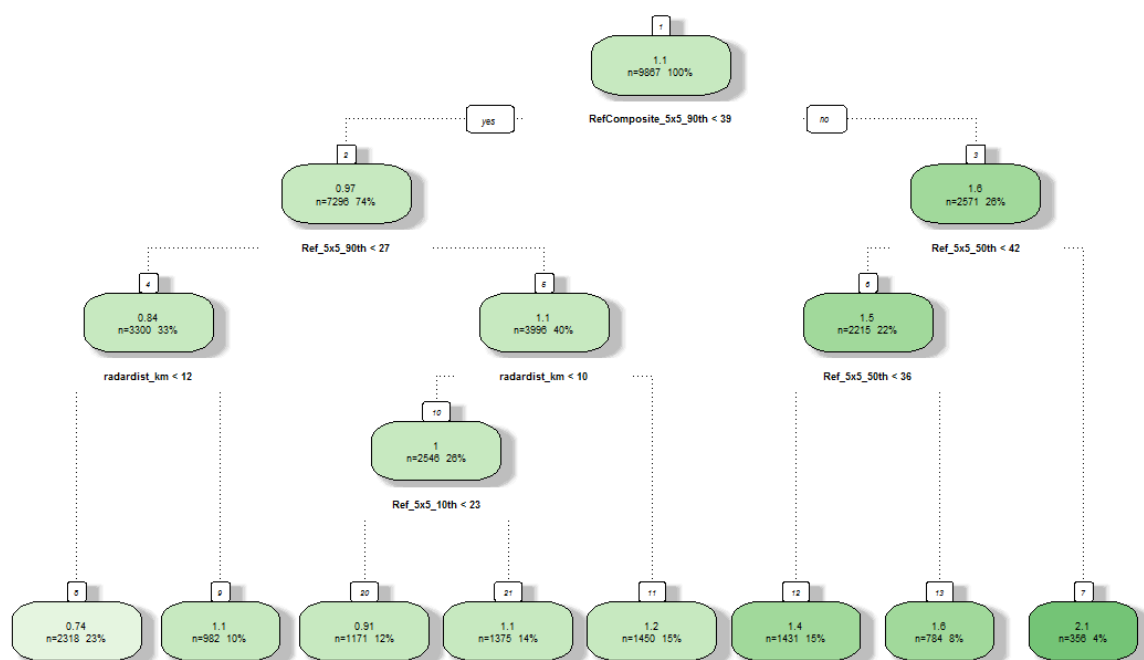 1
1.1
n=9867 100%
yes
RefComposite_5x5_90th < 39
no
2
3
0.97
n=7296 74%
1.6
n=2571 26%
Ref_5x5_90th < 27
Ref_5x5_50th < 42
4
5
6
0.84
n=3300 33%
1.1
n=3996 40%
1.5
n=2215 22%
radardist_km < 12
radardist_km < 10
Ref_5x5_50th < 36
10
1
n=2546 26%
Ref_5x5_10th < 23
8
9
20
21
11
12
13
7
0.74
n=2318 23%
1.1
n=982 10%
0.91
n=1171 12%
1.1
n=1375 14%
1.2
n=1450 15%
1.4
n=1431 15%
1.6
n=784 8%
2.1
n=356 4%